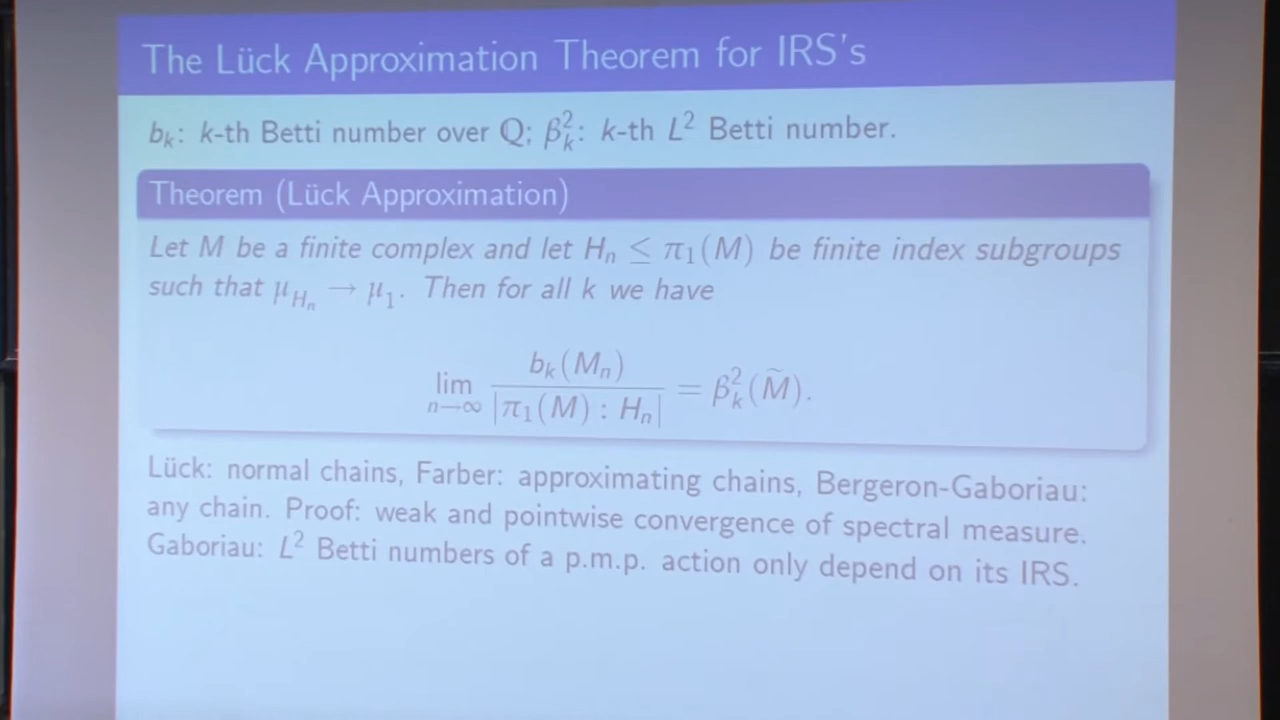 The Lück Approximation Theorem for IRS's
b_k: k-th Betti number over ℚ; β_k^2: k-th L^2 Betti number.
Theorem (Lück Approximation)
Let M be a finite complex and let H_n ≤ π_1(M) be finite index subgroups
such that μ_{H_n} → μ_1. Then for all k we have
lim_{n→∞} b_k(M_n) / |π_1(M) : H_n| = β_k^2(M̃).
Lück: normal chains, Farber: approximating chains, Bergeron-Gaboriau:
any chain. Proof: weak and pointwise convergence of spectral measure.
Gaboriau: L^2 Betti numbers of a p.m.p. action only depend on its IRS.